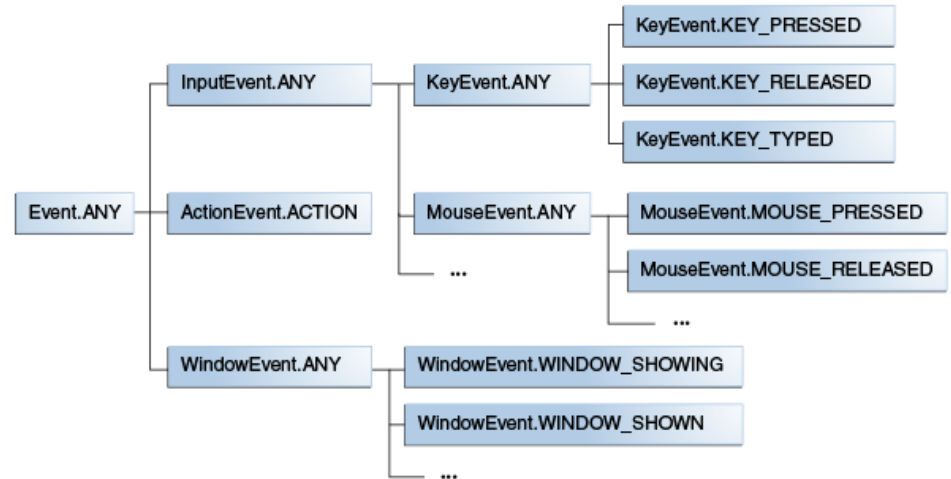 KeyEvent.KEY_PRESSED
InputEvent.ANY
KeyEvent.ANY
KeyEvent.KEY_RELEASED
KeyEvent.KEY_TYPED
Event.ANY
ActionEvent.ACTION
MouseEvent.ANY
MouseEvent.MOUSE_PRESSED
...
MouseEvent.MOUSE_RELEASED
...
WindowEvent.ANY
WindowEvent.WINDOW_SHOWING
WindowEvent.WINDOW_SHOWN
...